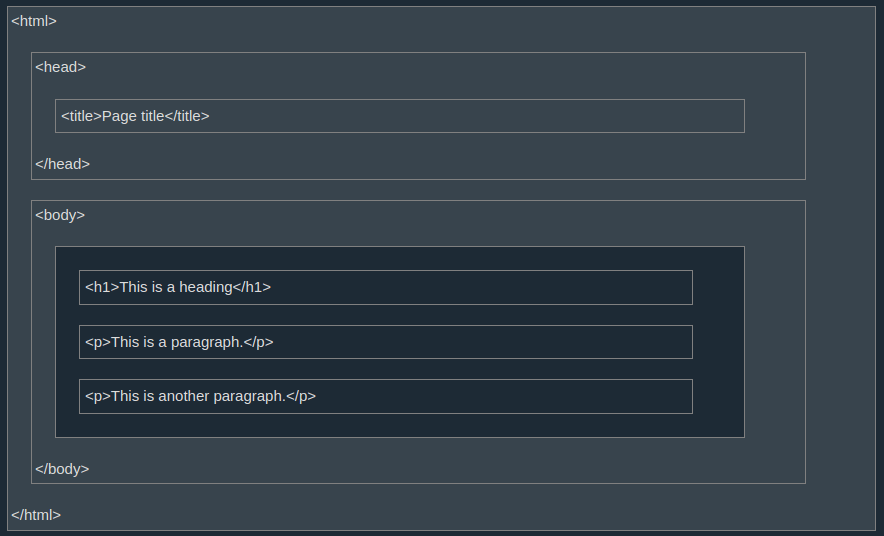 <html>
<head>
<title>Page title</title>
</head>
<body>
<h1>This is a heading</h1>
<p>This is a paragraph.</p>
<p>This is another paragraph.</p>
</body>
</html>